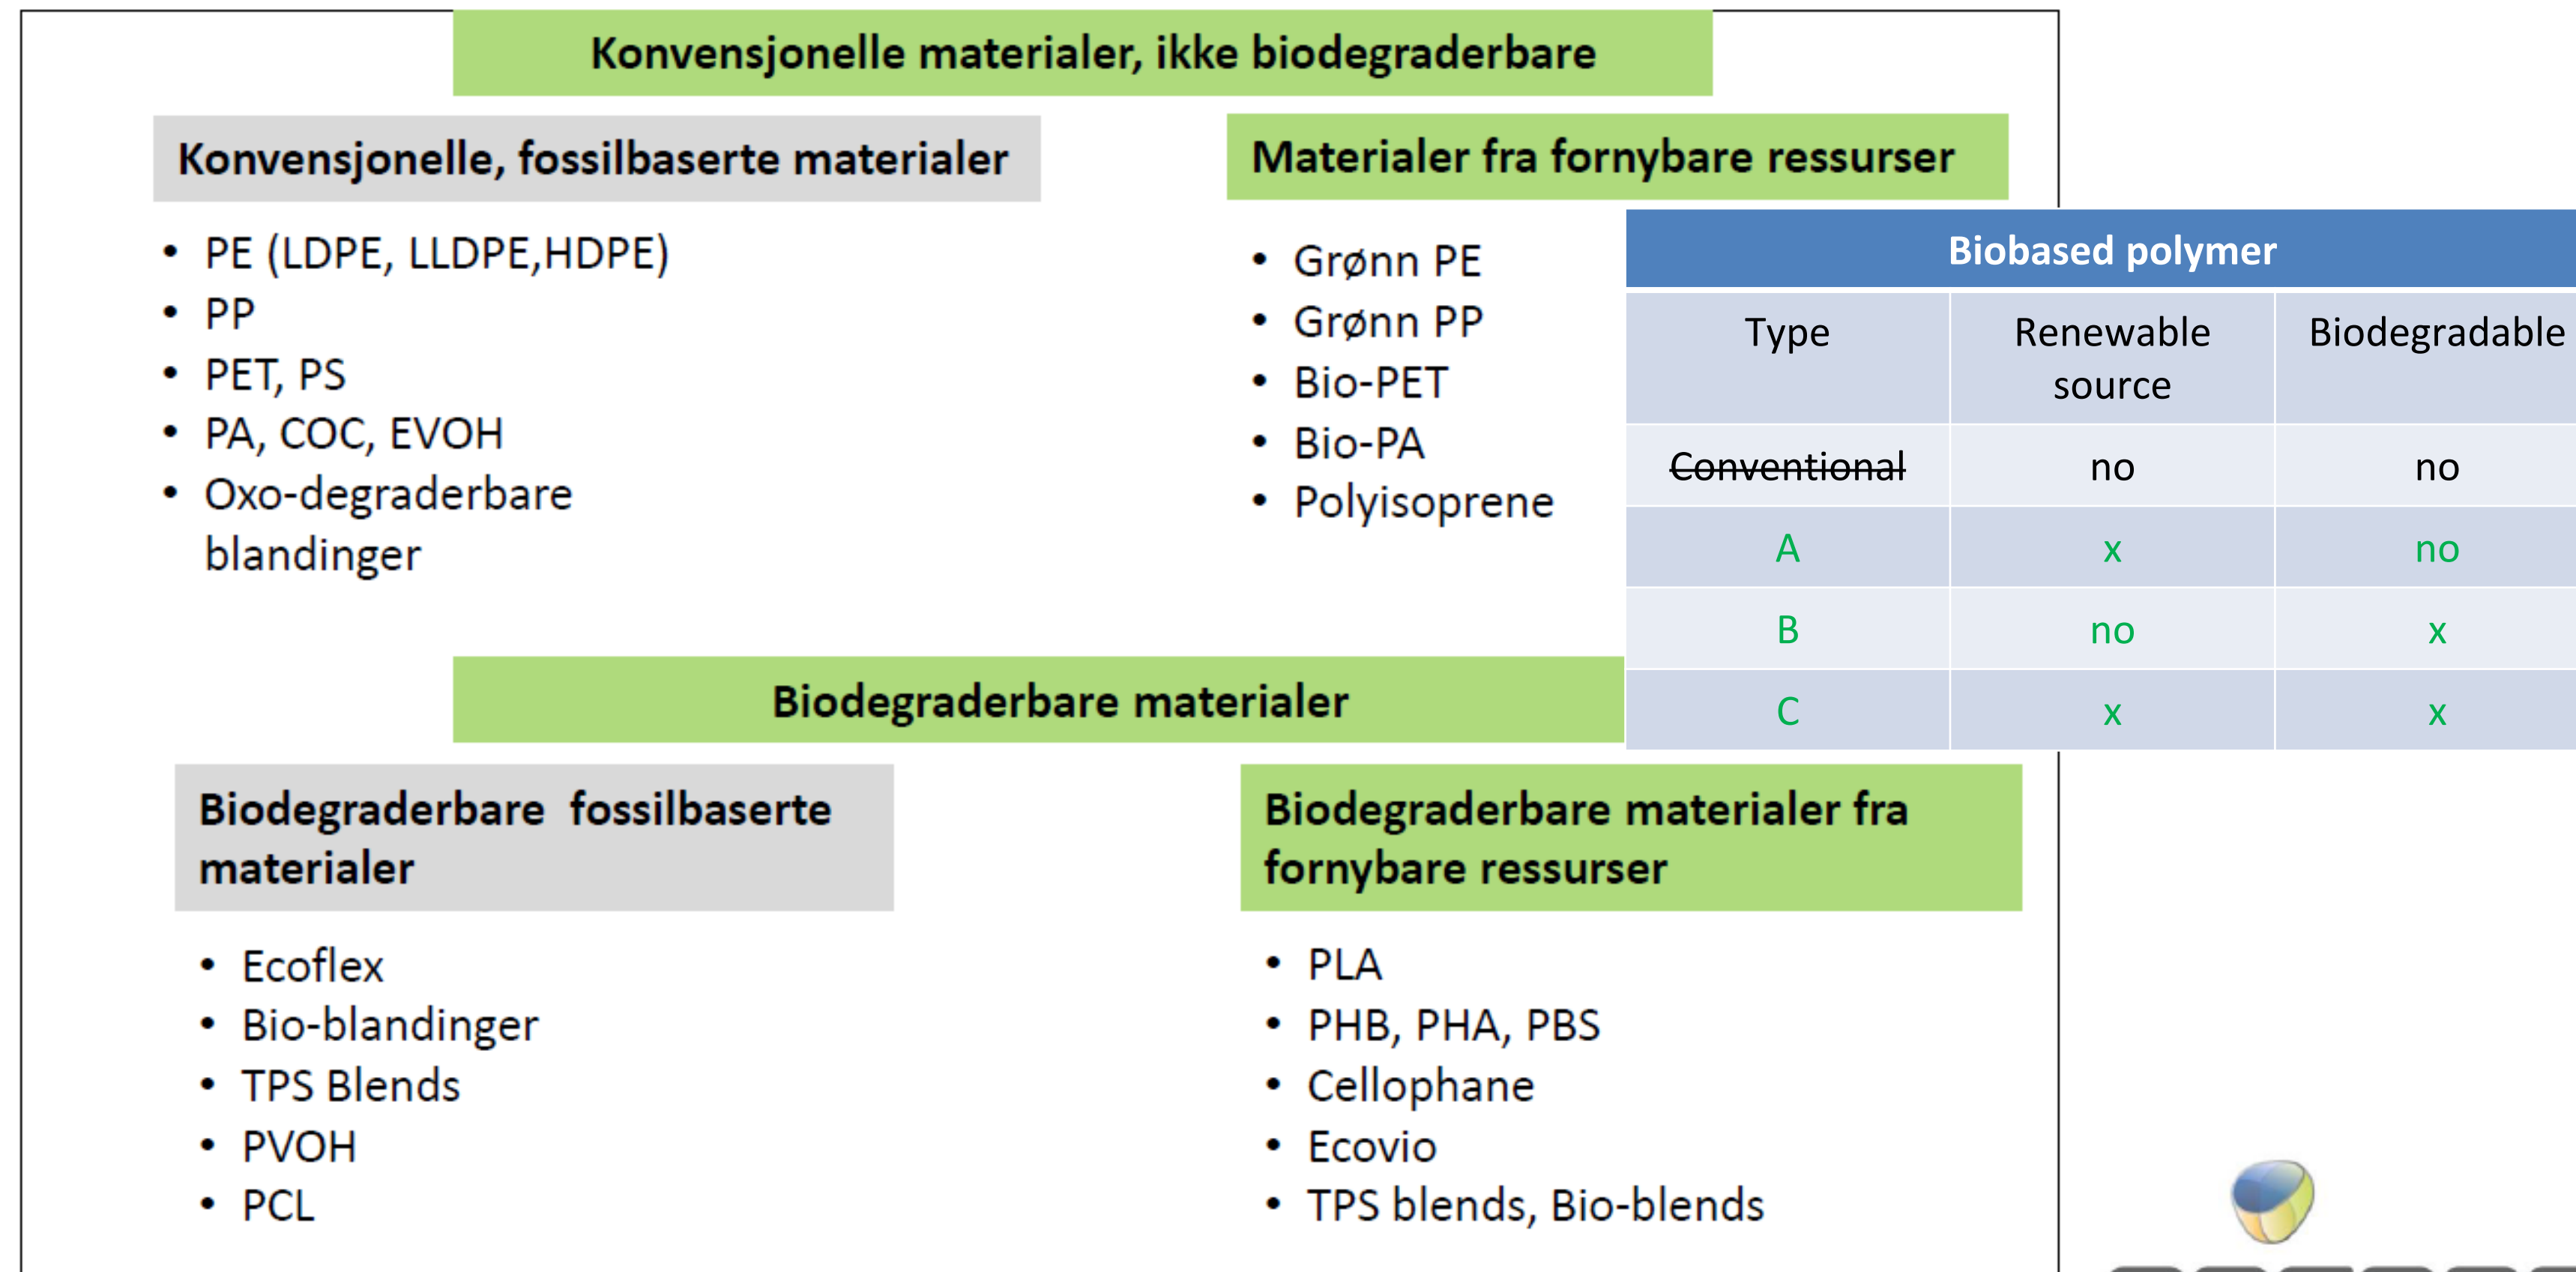 Konvensjonelle materialer, ikke biodegraderbare
Konvensjonelle, fossilbaserte materialer
• PE (LDPE, LLDPE,HDPE)
• PP
• PET, PS
• PA, COC, EVOH
• Oxo-degraderbare
blandinger
Materialer fra fornybare ressurser
• Grønn PE
• Grønn PP
• Bio-PET
• Bio-PA
• Polyisoprene
Biobased polymer
Type Renewable source Biodegradable
Conventional no no
A x no
B no x
C x x
Biodegraderbare materialer
Biodegraderbare fossilbaserte
materialer
• Ecoflex
• Bio-blandinger
• TPS Blends
• PVOH
• PCL
Biodegraderbare materialer fra
fornybare ressurser
• PLA
• PHB, PHA, PBS
• Cellophane
• Ecovio
• TPS blends, Bio-blends